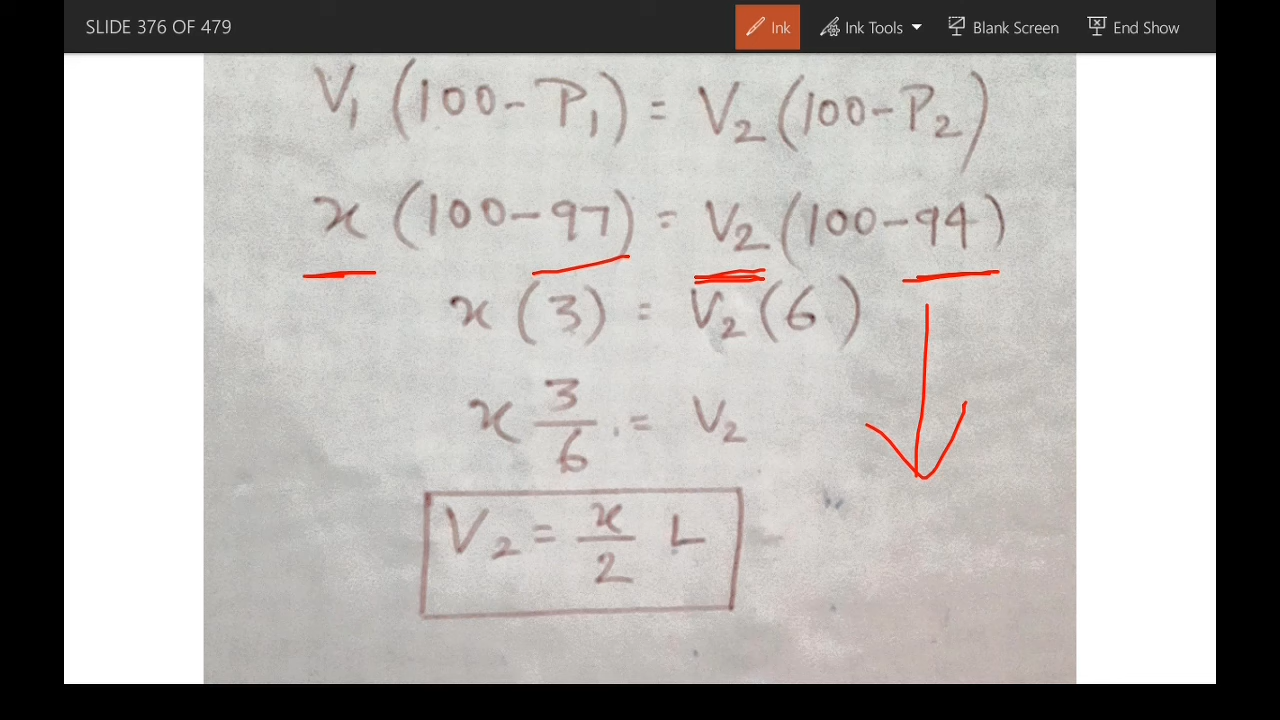 SLIDE 376 OF 479 Ink Ink Tools Blank Screen End Show
V₁ (100-P₁) = V₂ (100-P₂)
x (100-97) = V₂ (100-94)
x (3) = V₂ (6)
x 3/6 = V₂
V₂ = x/2 L